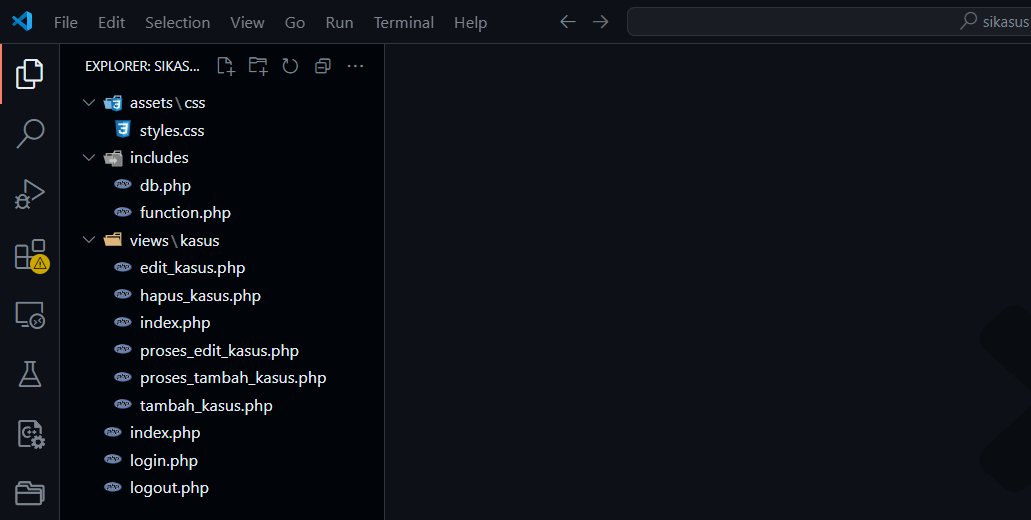 File Edit Selection View Go Run Terminal Help sikasus
EXPLORER: SIKAS...
assets\css
styles.css
includes
db.php
function.php
views\kasus
edit_kasus.php
hapus_kasus.php
index.php
proses_edit_kasus.php
proses_tambah_kasus.php
tambah_kasus.php
index.php
login.php
logout.php